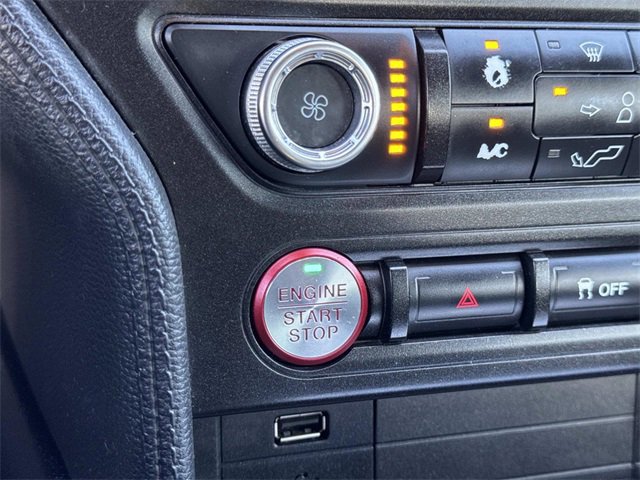 A/C
ENGINE
START
STOP
OFF